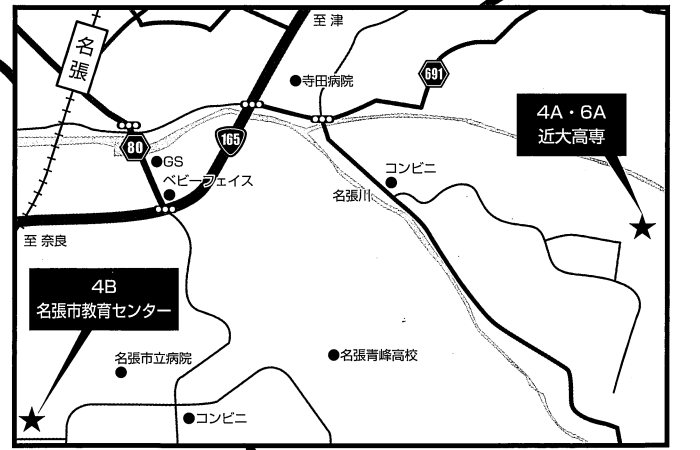 至 津
名張
寺田病院
691
4A・6A
近大高専
165
80
GS
ベビーフェイス
コンビニ
名張川
至 奈良
4B
名張市教育センター
名張市立病院
名張青峰高校
コンビニ